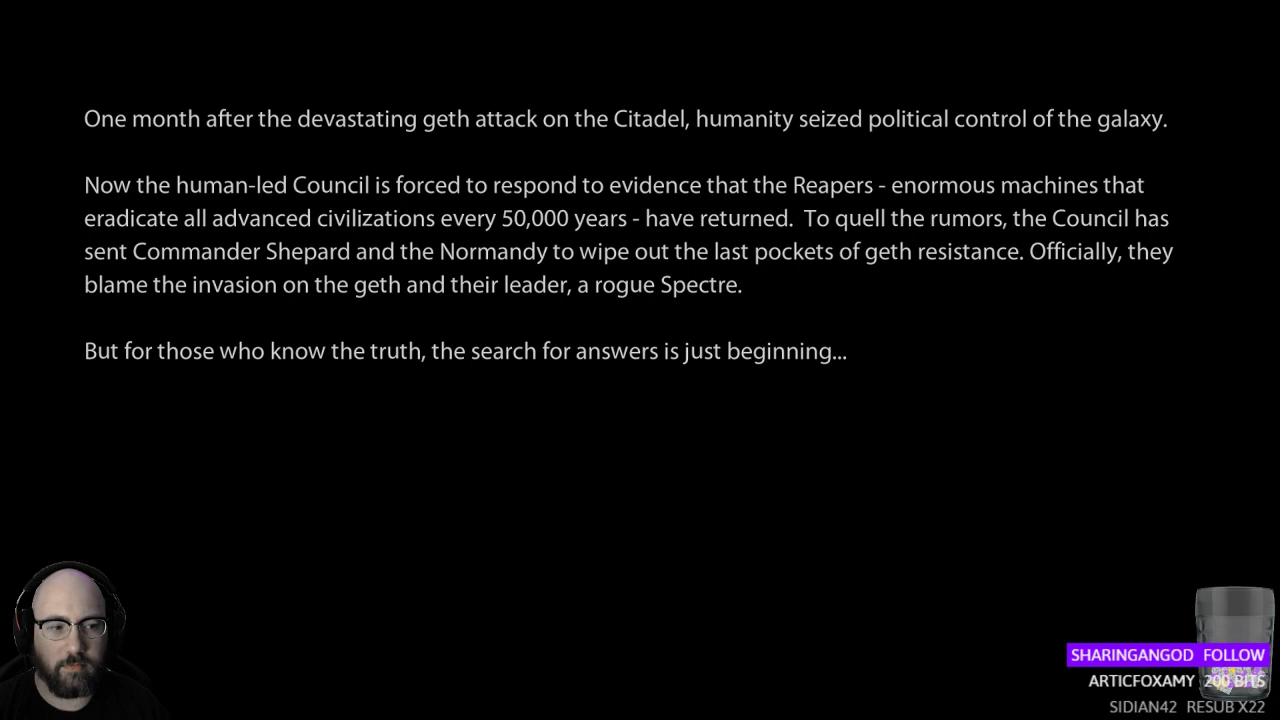 One month after the devastating geth attack on the Citadel, humanity seized political control of the galaxy.
Now the human-led Council is forced to respond to evidence that the Reapers - enormous machines that
eradicate all advanced civilizations every 50,000 years - have returned.  To quell the rumors, the Council has
sent Commander Shepard and the Normandy to wipe out the last pockets of geth resistance. Officially, they
blame the invasion on the geth and their leader, a rogue Spectre.
But for those who know the truth, the search for answers is just beginning...
SHARINGANGOD FOLLOW
ARTICFOXAMY 200 BITS
SIDIAN42 RESUB X22